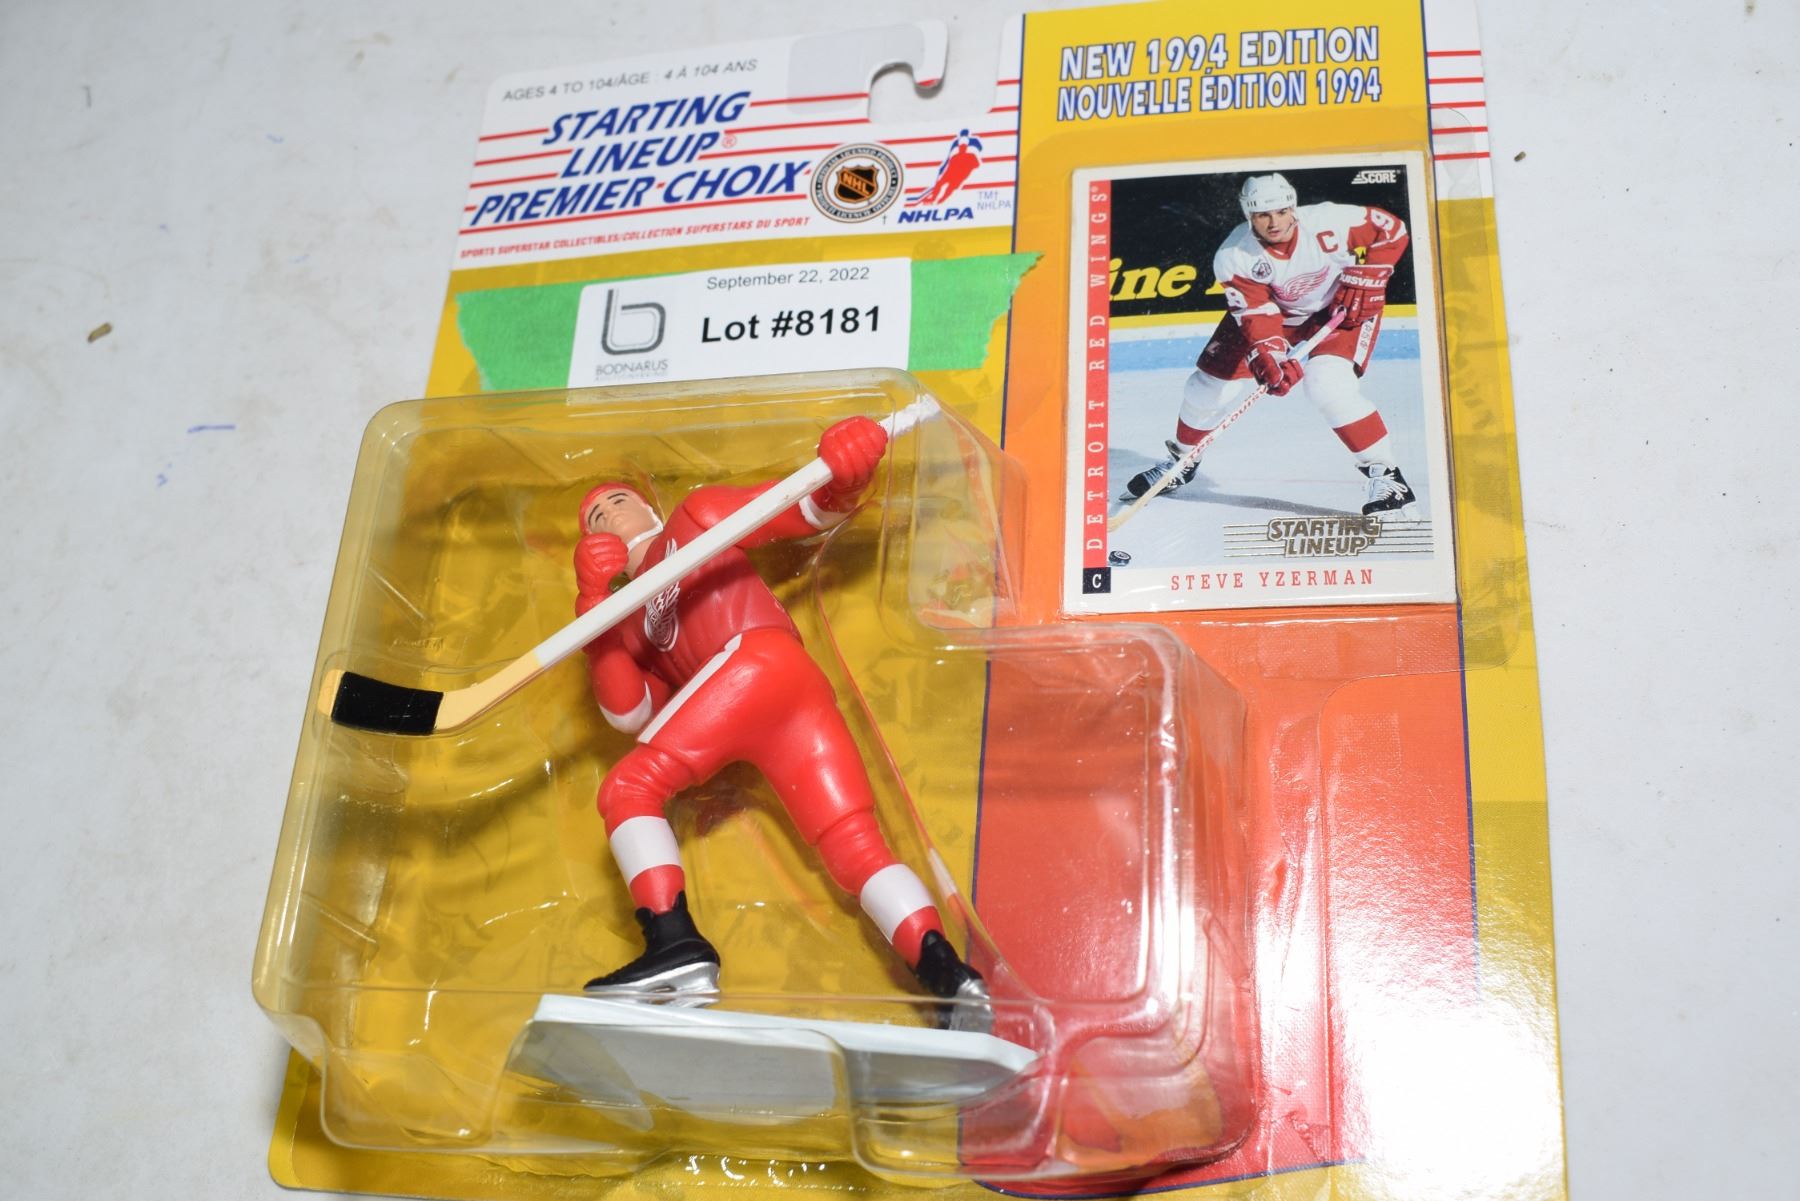 AGES 4 TO 104/ÂGE : 4 À 104 ANS
STARTING
LINEUP®
PREMIER CHOIX
SPORTS SUPERSTAR COLLECTIBLES/COLLECTION SUPERSTARS DU SPORT
NHL
†
NHLPA
TM†
NHLPA
NEW 1994 EDITION
NOUVELLE ÉDITION 1994
September 22, 2022
Lot #8181
BODNARUS
SCORE
DETROIT RED WINGS
ine
C
LOUISVILLE
STARTING
LINEUP
C
STEVE YZERMAN